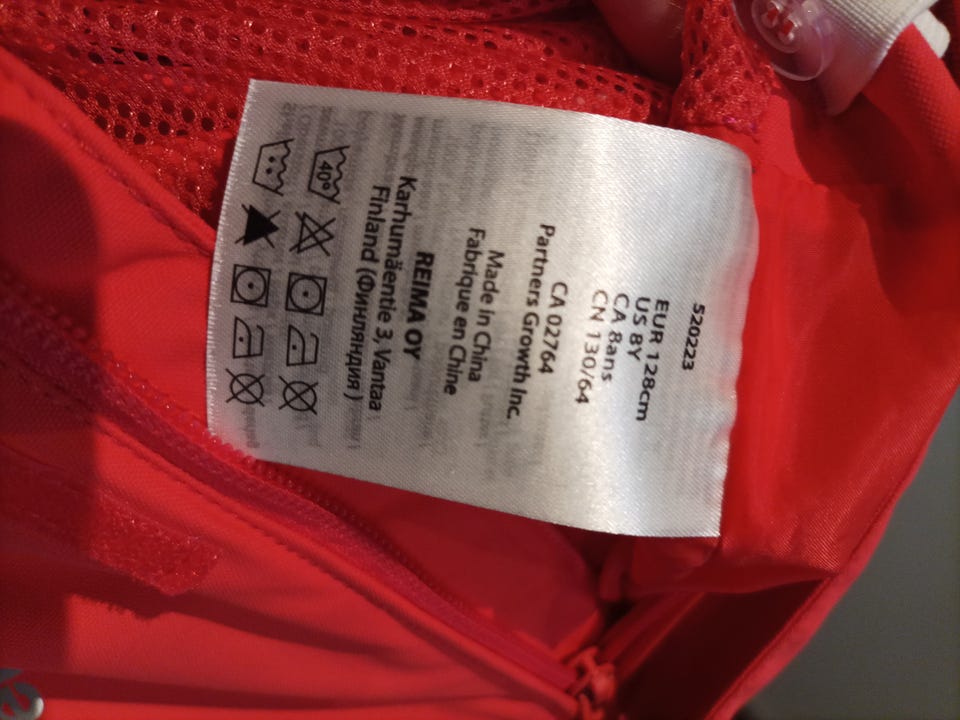 520223
EUR 128cm
US 8Y
CA 8ans
CN 130/64
CA 02764
Partners Growth Inc.
Made in China
Fabrique en Chine
REIMA OY
Karhumäentie 3, Vantaa
Finland (Финляндия)
40°